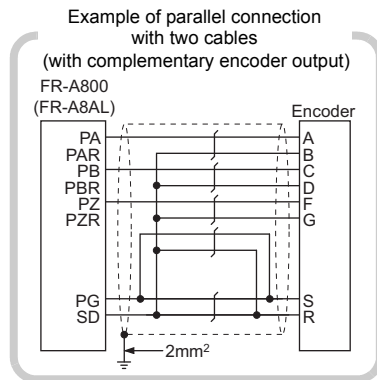 Example of parallel connection
with two cables
(with complementary encoder output)
FR-A800
(FR-A8AL)
Encoder
PA
PAR
PB
PBR
PZ
PZR
PG
SD
A
B
C
D
F
G
S
R
2mm²